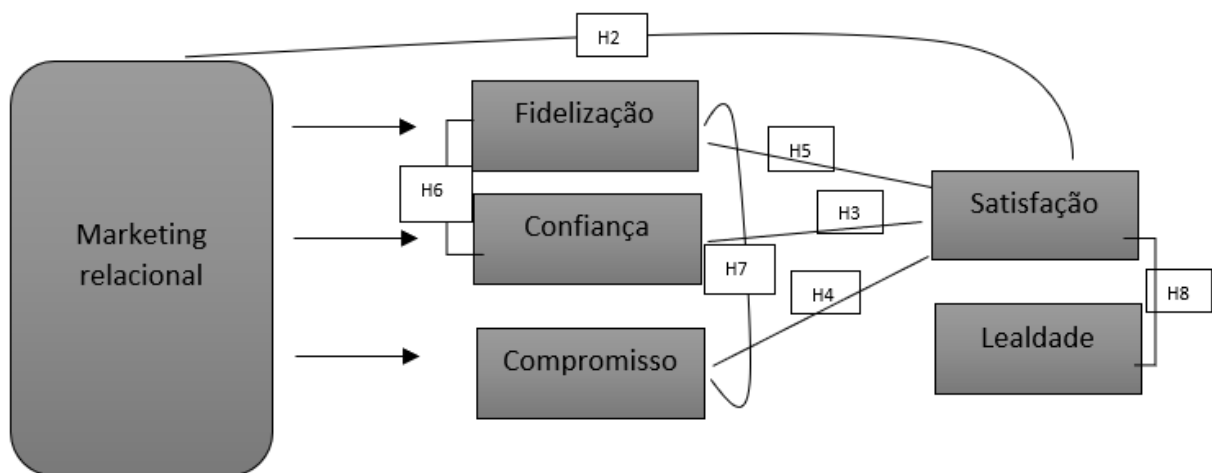 H2
Fidelização
H5
H6
Satisfação
Confiança
H3
Marketing
relacional
H7
H4
H8
Lealdade
Compromisso